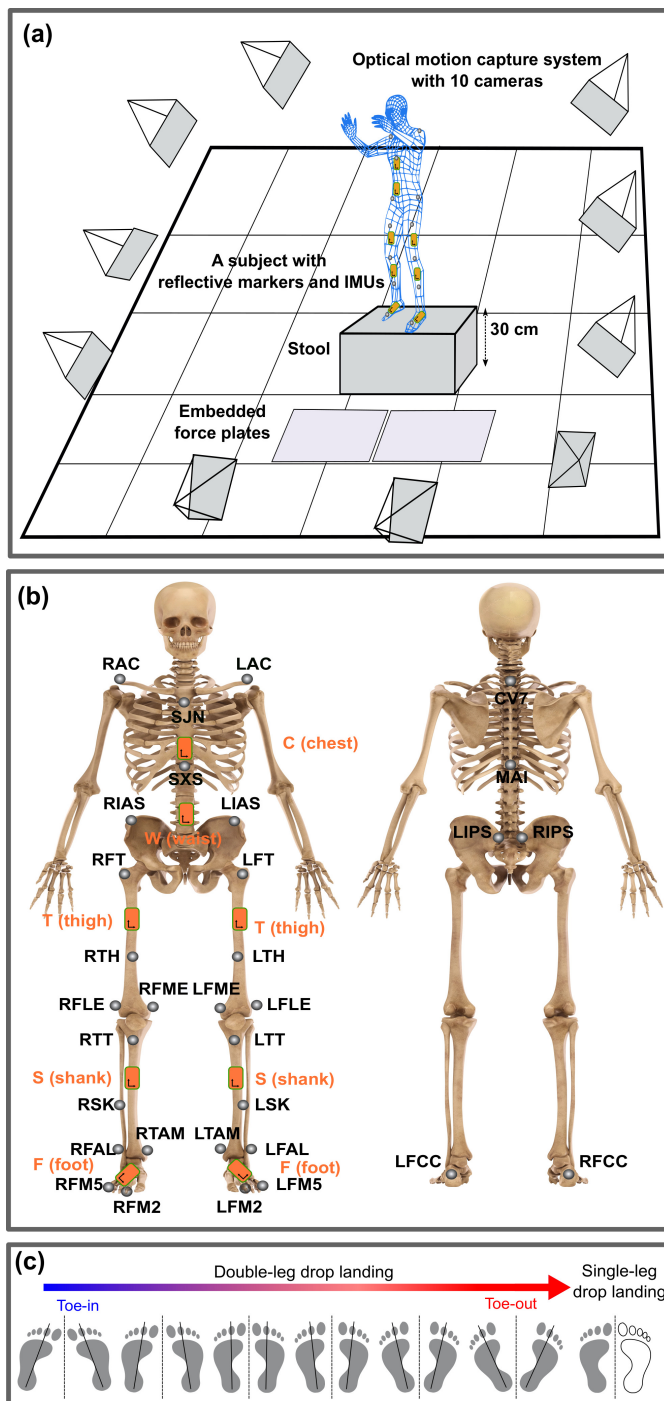 (a)
Optical motion capture system
with 10 cameras
A subject with
reflective markers and IMUs
30 cm
Stool
Embedded
force plates
(b)
RAC
LAC
SJN
C (chest)
SXS
RIAS
LIAS
W (waist)
RFT
LFT
T (thigh)
T (thigh)
RTH
LTH
RFME
LFME
RFLE
LFLE
RTT
LTT
S (shank)
S (shank)
RSK
LSK
RTAM
LTAM
RFAL
LFAL
F (foot)
F (foot)
RFM5
LFM5
RFM2
LFM2
CV7
MAI
LIPS
RIPS
LFCC
RFCC
(c)
Double-leg drop landing
Single-leg
drop landing
Toe-in
Toe-out